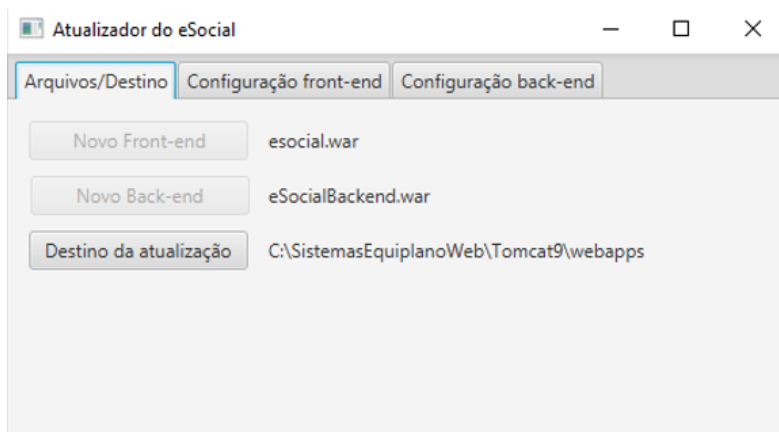 Atualizador do eSocial
Arquivos/Destino Configuração front-end Configuração back-end
Novo Front-end esocial.war
Novo Back-end eSocialBackend.war
Destino da atualização C:\SistemasEquiplanoWeb\Tomcat9\webapps